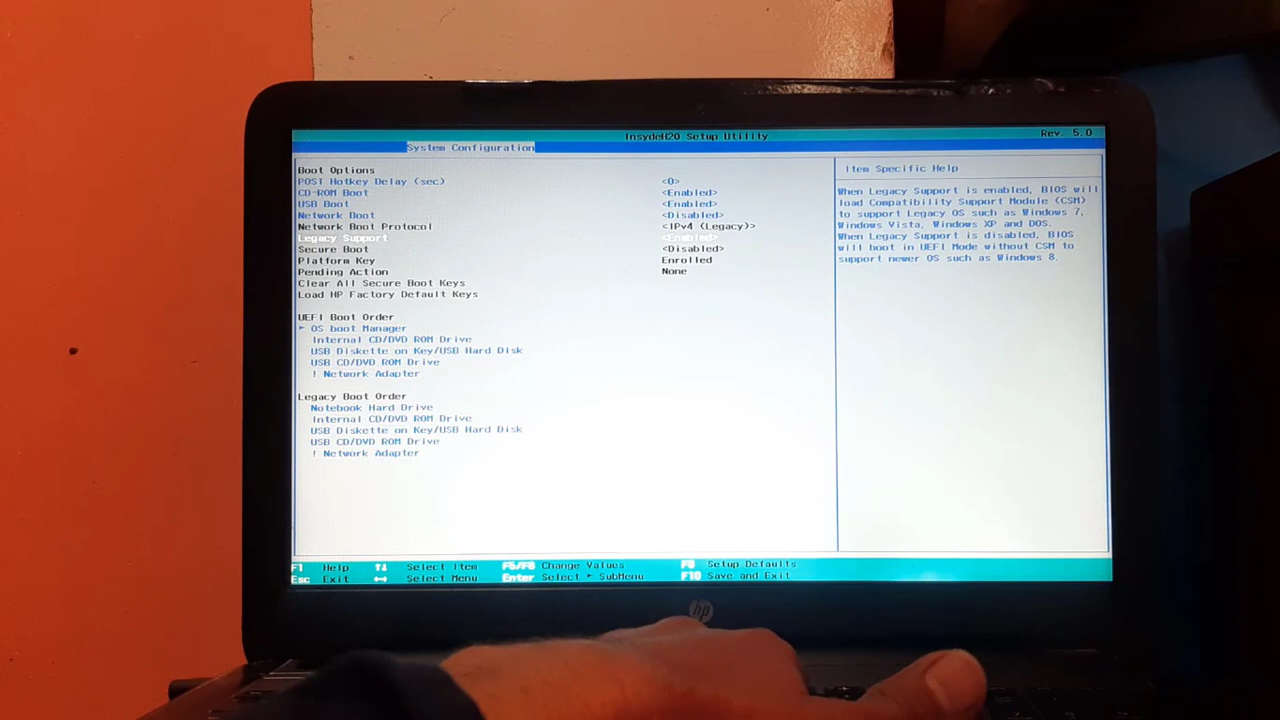 InsydeH20 Setup Utility Rev. 5.0
System Configuration
Boot Options
POST Hotkey Delay (sec) <0>
CD-ROM Boot <Enabled>
USB Boot <Enabled>
Network Boot <Disabled>
Network Boot Protocol <IPv4 (Legacy)>
Legacy Support <Enabled>
Secure Boot <Disabled>
Platform Key Enrolled
Pending Action None
Clear All Secure Boot Keys
Load HP Factory Default Keys
UEFI Boot Order
► OS boot Manager
Internal CD/DVD ROM Drive
USB Diskette on Key/USB Hard Disk
USB CD/DVD ROM Drive
! Network Adapter
Legacy Boot Order
Notebook Hard Drive
Internal CD/DVD ROM Drive
USB Diskette on Key/USB Hard Disk
USB CD/DVD ROM Drive
! Network Adapter
Item Specific Help
When Legacy Support is enabled, BIOS will
load Compatibility Support Module (CSM)
to support Legacy OS such as Windows 7,
Windows Vista, Windows XP and DOS.
When Legacy Support is disabled, BIOS
will boot in UEFI Mode without CSM to
support newer OS such as Windows 8.
F1 Help ↑↓ Select Item F5/F6 Change Values F9 Setup Defaults
Esc Exit ↔ Select Menu Enter Select ► SubMenu F10 Save and Exit
hp